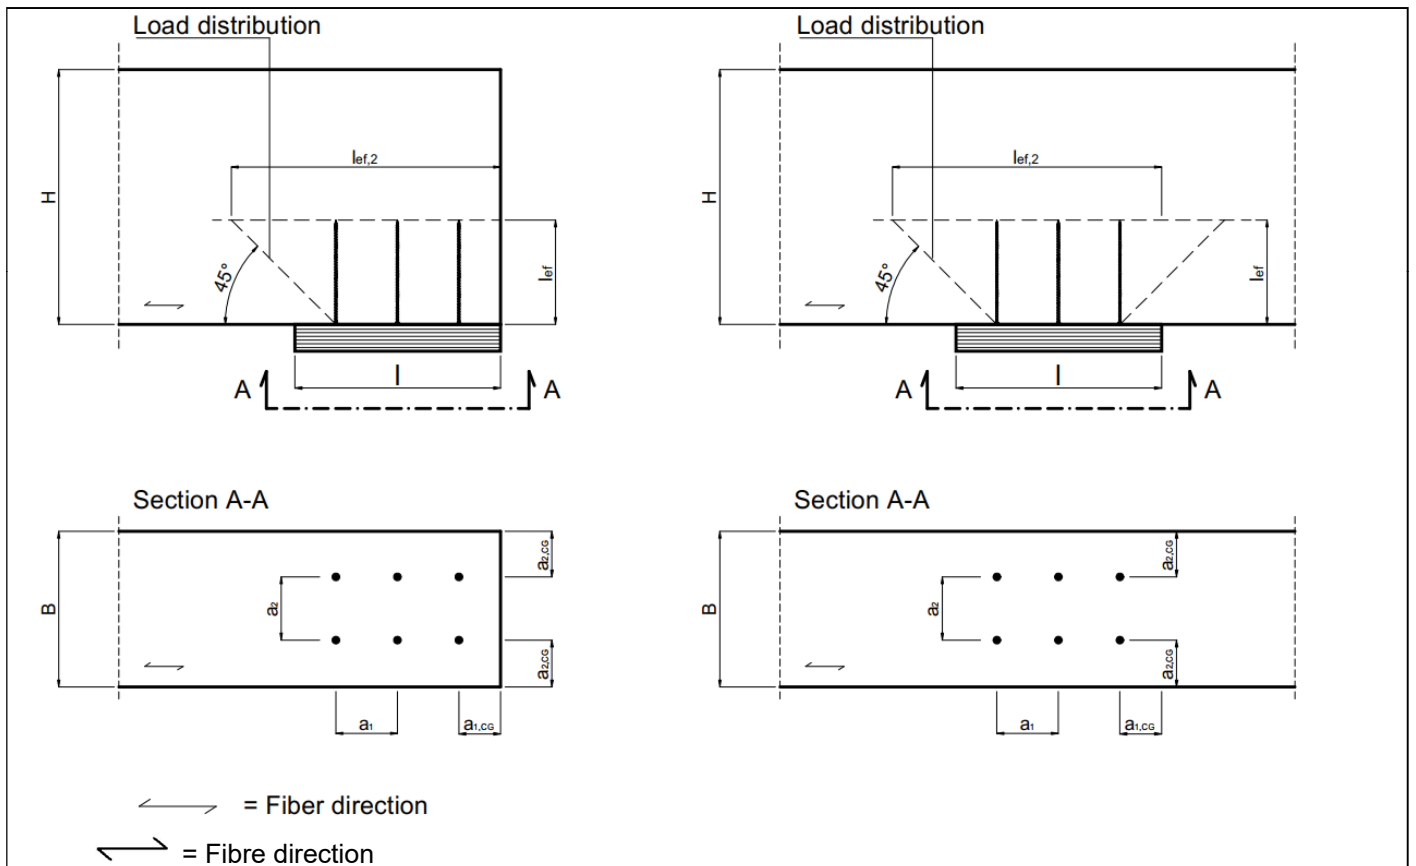 Load distribution
Load distribution
H
lef,2
45°
lef
H
lef,2
45°
lef
l
A
A
l
A
A
Section A-A
Section A-A
B
a2
a2,CG
a2,CG
a1
a1,CG
B
a2
a2,CG
a2,CG
a1
a1,CG
= Fiber direction
= Fibre direction